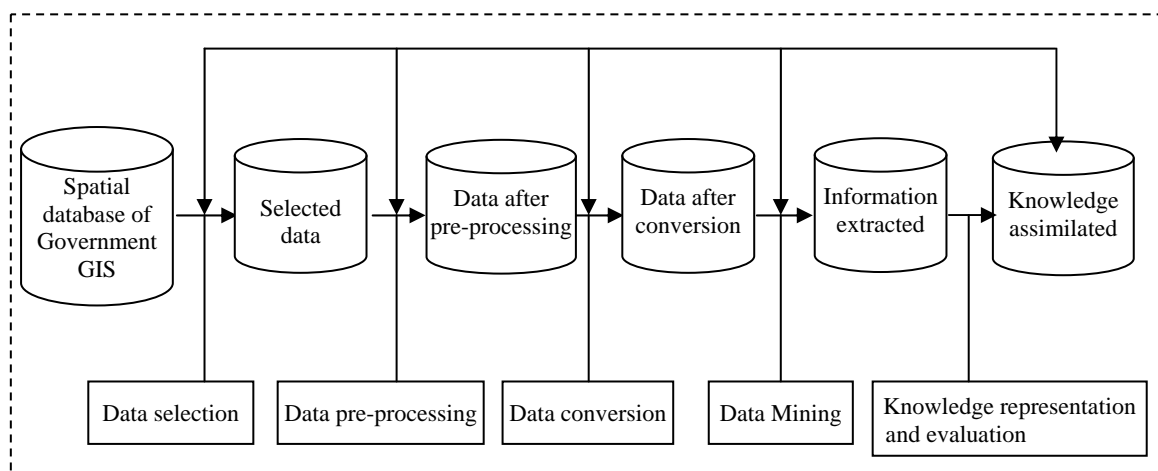 Spatial
database of
Government
GIS
Selected
data
Data after
pre-processing
Data after
conversion
Information
extracted
Knowledge
assimilated
Data selection
Data pre-processing
Data conversion
Data Mining
Knowledge representation
and evaluation